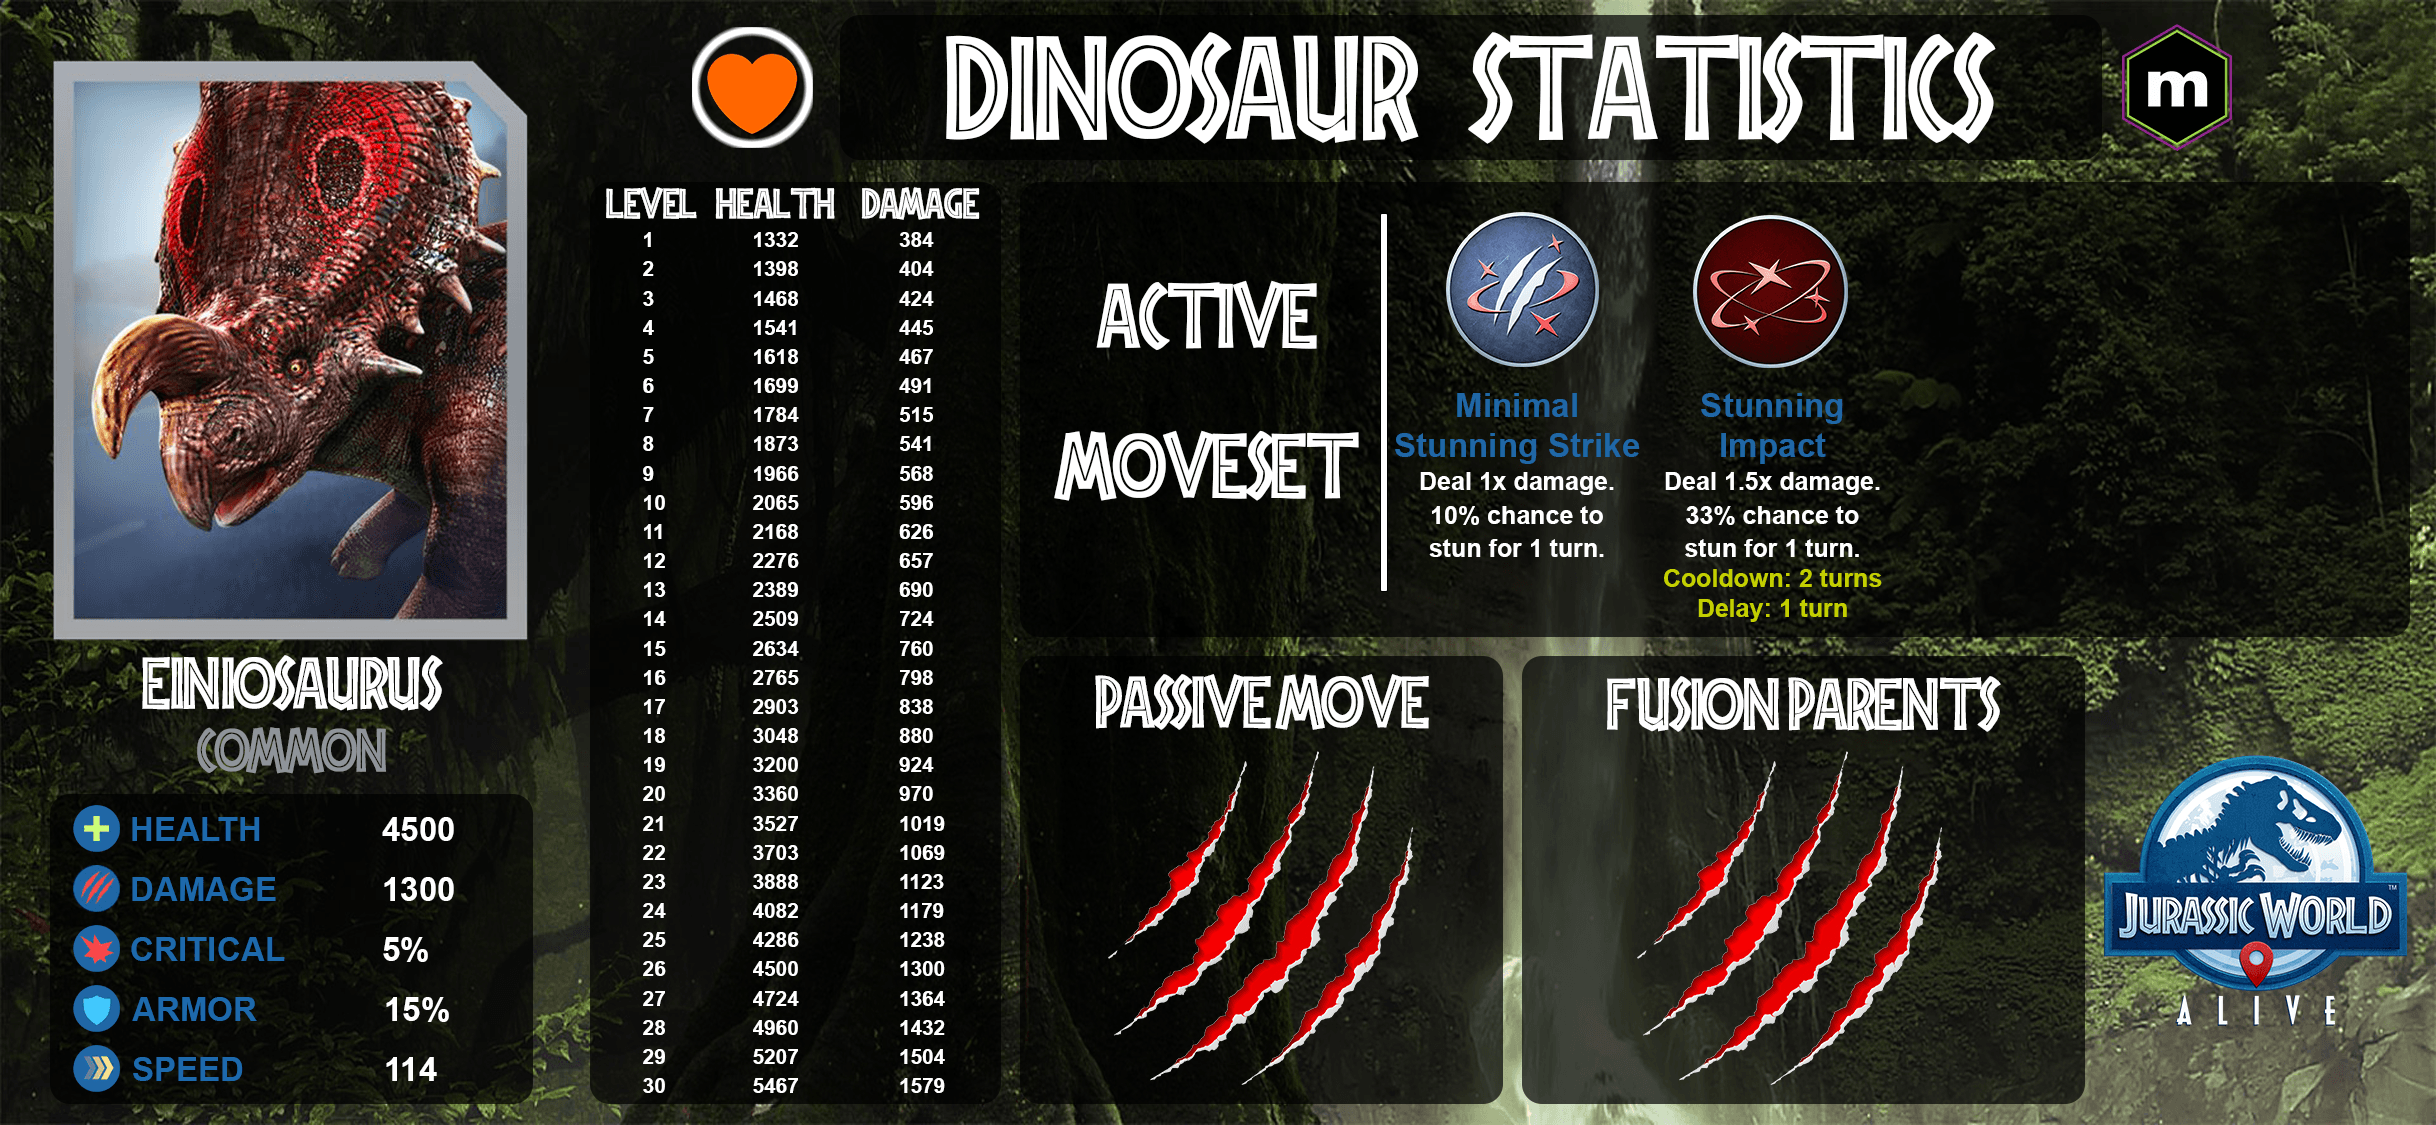 DINOSAUR STATISTICS
m
EINIOSAURUS
COMMON
HEALTH 4500
DAMAGE 1300
CRITICAL 5%
ARMOR 15%
SPEED 114
LEVEL HEALTH DAMAGE
1 1332 384
2 1398 404
3 1468 424
4 1541 445
5 1618 467
6 1699 491
7 1784 515
8 1873 541
9 1966 568
10 2065 596
11 2168 626
12 2276 657
13 2389 690
14 2509 724
15 2634 760
16 2765 798
17 2903 838
18 3048 880
19 3200 924
20 3360 970
21 3527 1019
22 3703 1069
23 3888 1123
24 4082 1179
25 4286 1238
26 4500 1300
27 4724 1364
28 4960 1432
29 5207 1504
30 5467 1579
ACTIVE
MOVESET
Minimal
Stunning Strike
Deal 1x damage.
10% chance to
stun for 1 turn.
Stunning
Impact
Deal 1.5x damage.
33% chance to
stun for 1 turn.
Cooldown: 2 turns
Delay: 1 turn
PASSIVE MOVE
FUSION PARENTS
JURASSIC WORLD™
ALIVE